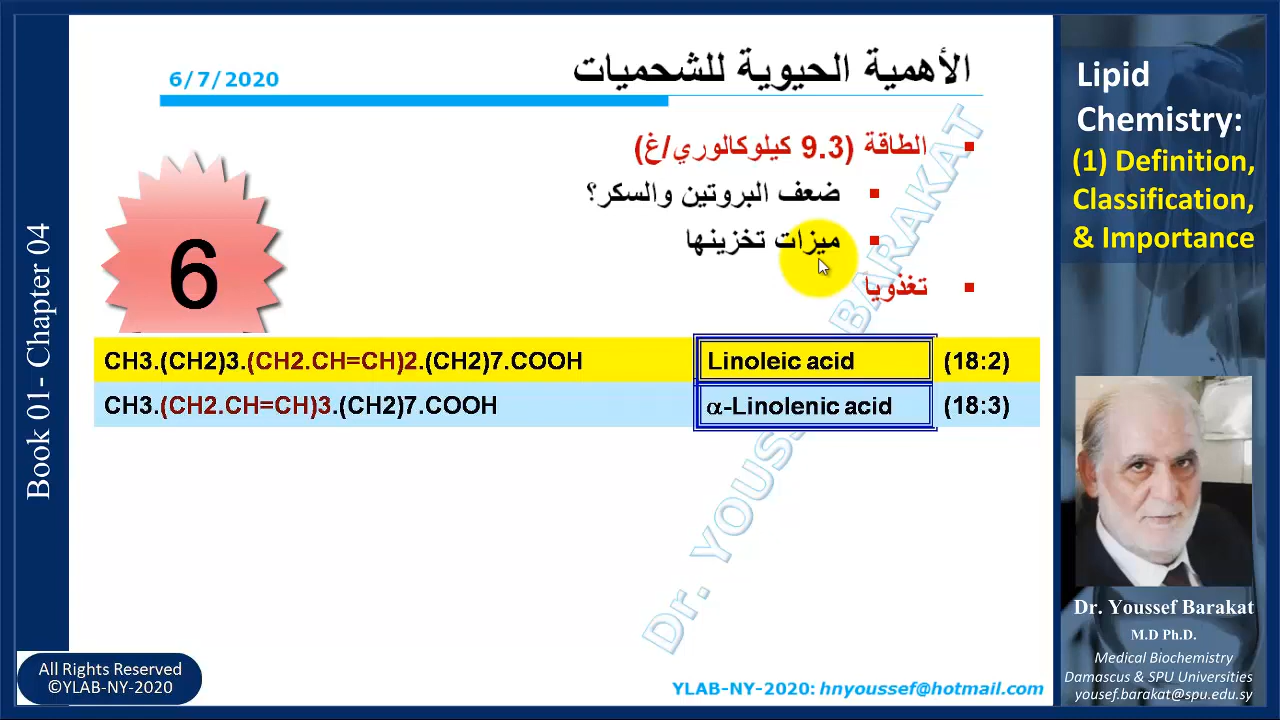 6/7/2020
الأهمية الحيوية للشحميات
الطاقة (9.3 كيلوكالوري/غ)
ضعف البروتين والسكر؟
ميزات تخزينها
تغذويا
6
CH3.(CH2)3.(CH2.CH=CH)2.(CH2)7.COOH Linoleic acid (18:2)
CH3.(CH2.CH=CH)3.(CH2)7.COOH α-Linolenic acid (18:3)
Dr. YOUSSEF BARAKAT
Book 01- Chapter 04
All Rights Reserved
©YLAB-NY-2020
YLAB-NY-2020: hnyoussef@hotmail.com
Lipid
Chemistry:
(1) Definition,
Classification,
& Importance
Dr. Youssef Barakat
M.D Ph.D.
Medical Biochemistry
Damascus & SPU Universities
yousef.barakat@spu.edu.sy